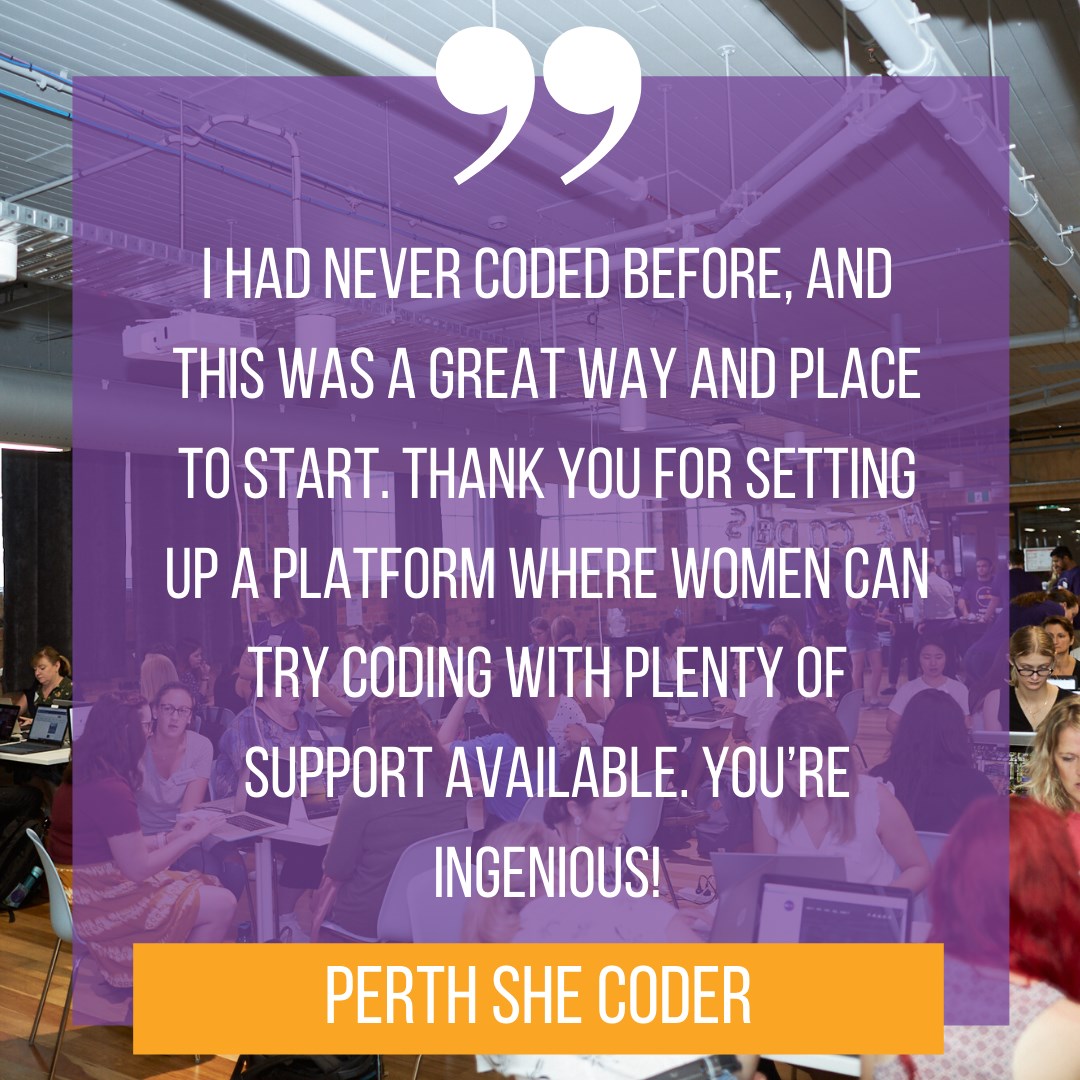 ”
I HAD NEVER CODED BEFORE, AND
THIS WAS A GREAT WAY AND PLACE
TO START. THANK YOU FOR SETTING
UP A PLATFORM WHERE WOMEN CAN
TRY CODING WITH PLENTY OF
SUPPORT AVAILABLE. YOU’RE
INGENIOUS!
PERTH SHE CODER